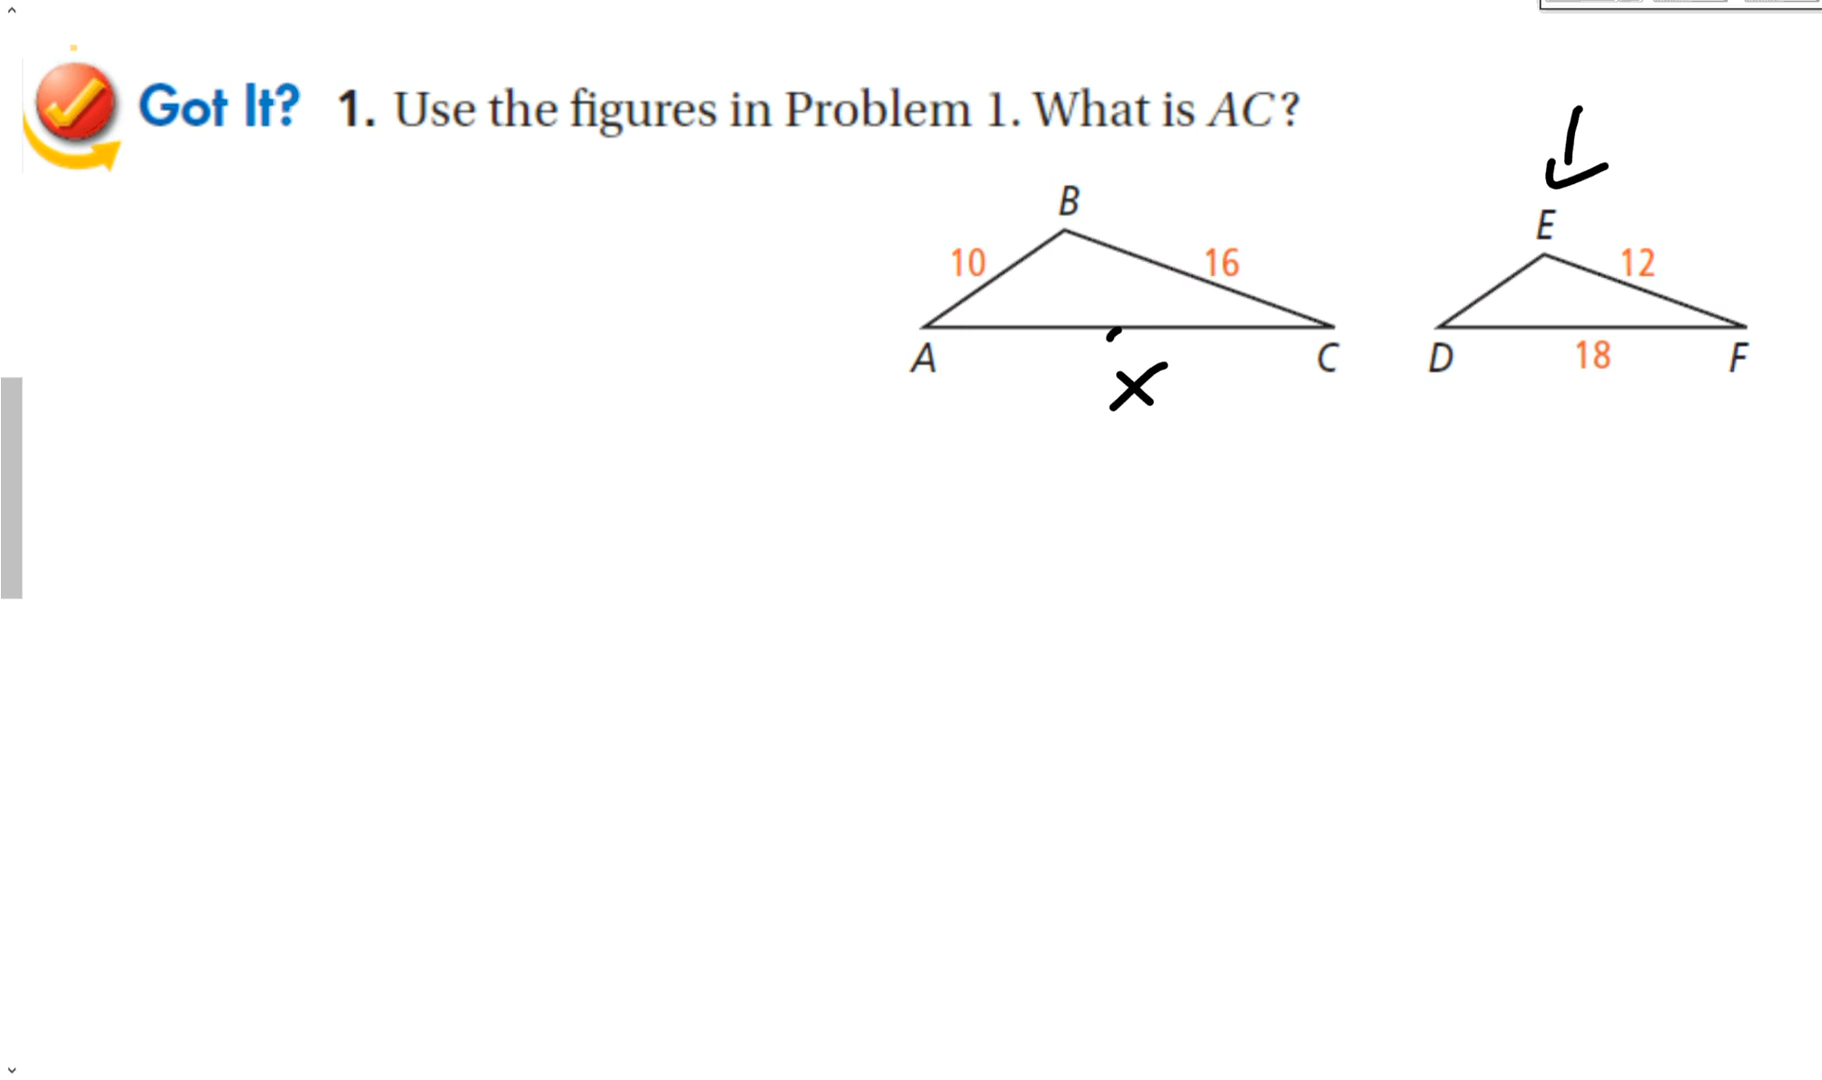 Got It? 1. Use the figures in Problem 1. What is AC?
B
E
10
16
12
A
C
D
18
F
x